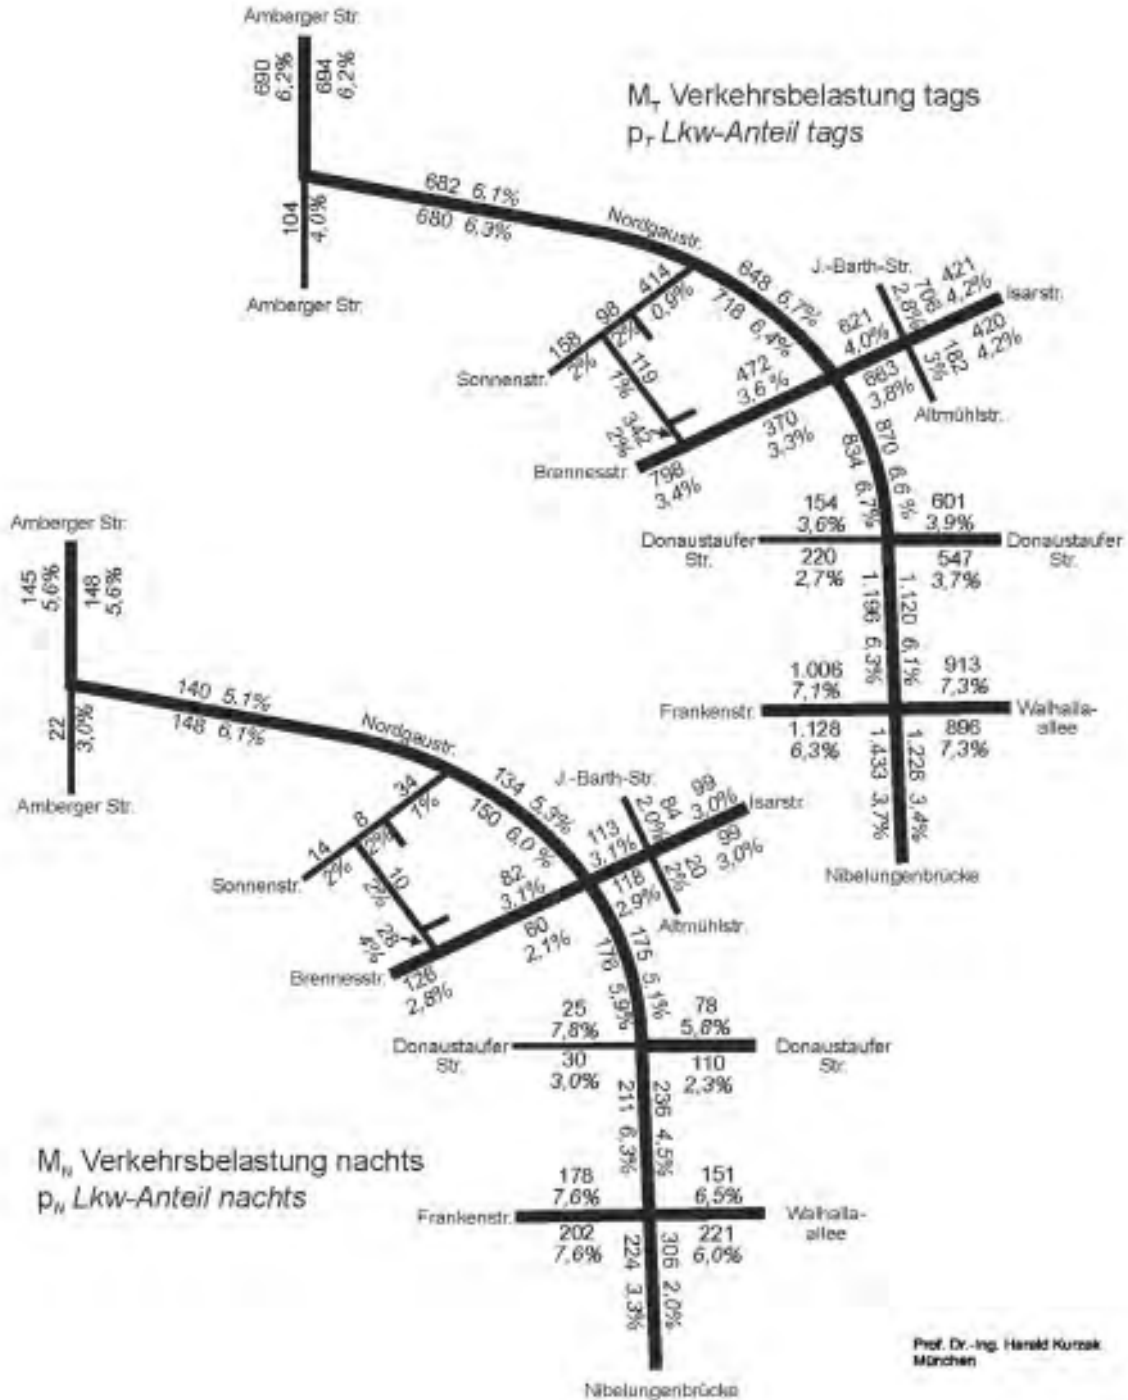 Amberger Str.
690
6,2%
694
6,2%
M_T Verkehrsbelastung tags
p_T Lkw-Anteil tags
682 6,1%
680 6,3%
104
4,0%
Amberger Str.
Nordgaustr.
648 6,7%
718 6,4%
414
0,9%
98
2%
158
2%
Sonnenstr.
119
1%
J.-Barth-Str.
2,8%
706
421
4,2%
Isarstr.
420
4,2%
621
4,0%
663
3,8%
3%
162
Altmühlstr.
472
3,6 %
370
3,3%
342
2%
Brennesstr.
798
3,4%
870 6,6 %
834 6,7%
154
3,6%
601
3,9%
Donaustaufer
Str.
Donaustaufer
Str.
220
2,7%
547
3,7%
1.196 6,3%
1.120 6,1%
1.006
7,1%
913
7,3%
Frankenstr.
Walhalla-
allee
1.128
6,3%
896
7,3%
1.433 3,7%
1.228 3,4%
Nibelungenbrücke
Amberger Str.
145
5,6%
148
5,6%
140 5,1%
148 6,1%
22
3,0%
Amberger Str.
Nordgaustr.
134 5,3%
150 6,0 %
34
1%
8
2%
14
2%
Sonnenstr.
10
2%
J.-Barth-Str.
2,0%
84
99
3,0%
Isarstr.
3,0%
113
3,1%
118
2,9%
20
2%
Altmühlstr.
82
3,1%
60
2,1%
28
4%
Brennesstr.
126
2,8%
175 5,1%
176 5,9%
25
7,8%
78
5,8%
Donaustaufer
Str.
Donaustaufer
Str.
30
3,0%
110
2,3%
211 6,3%
236 4,5%
M_N Verkehrsbelastung nachts
p_N Lkw-Anteil nachts
178
7,6%
151
6,5%
Frankenstr.
Walhalla-
allee
202
7,6%
221
6,0%
224 3,3%
306 2,0%
Nibelungenbrücke
Prof. Dr.-Ing. Harald Kurzak
München